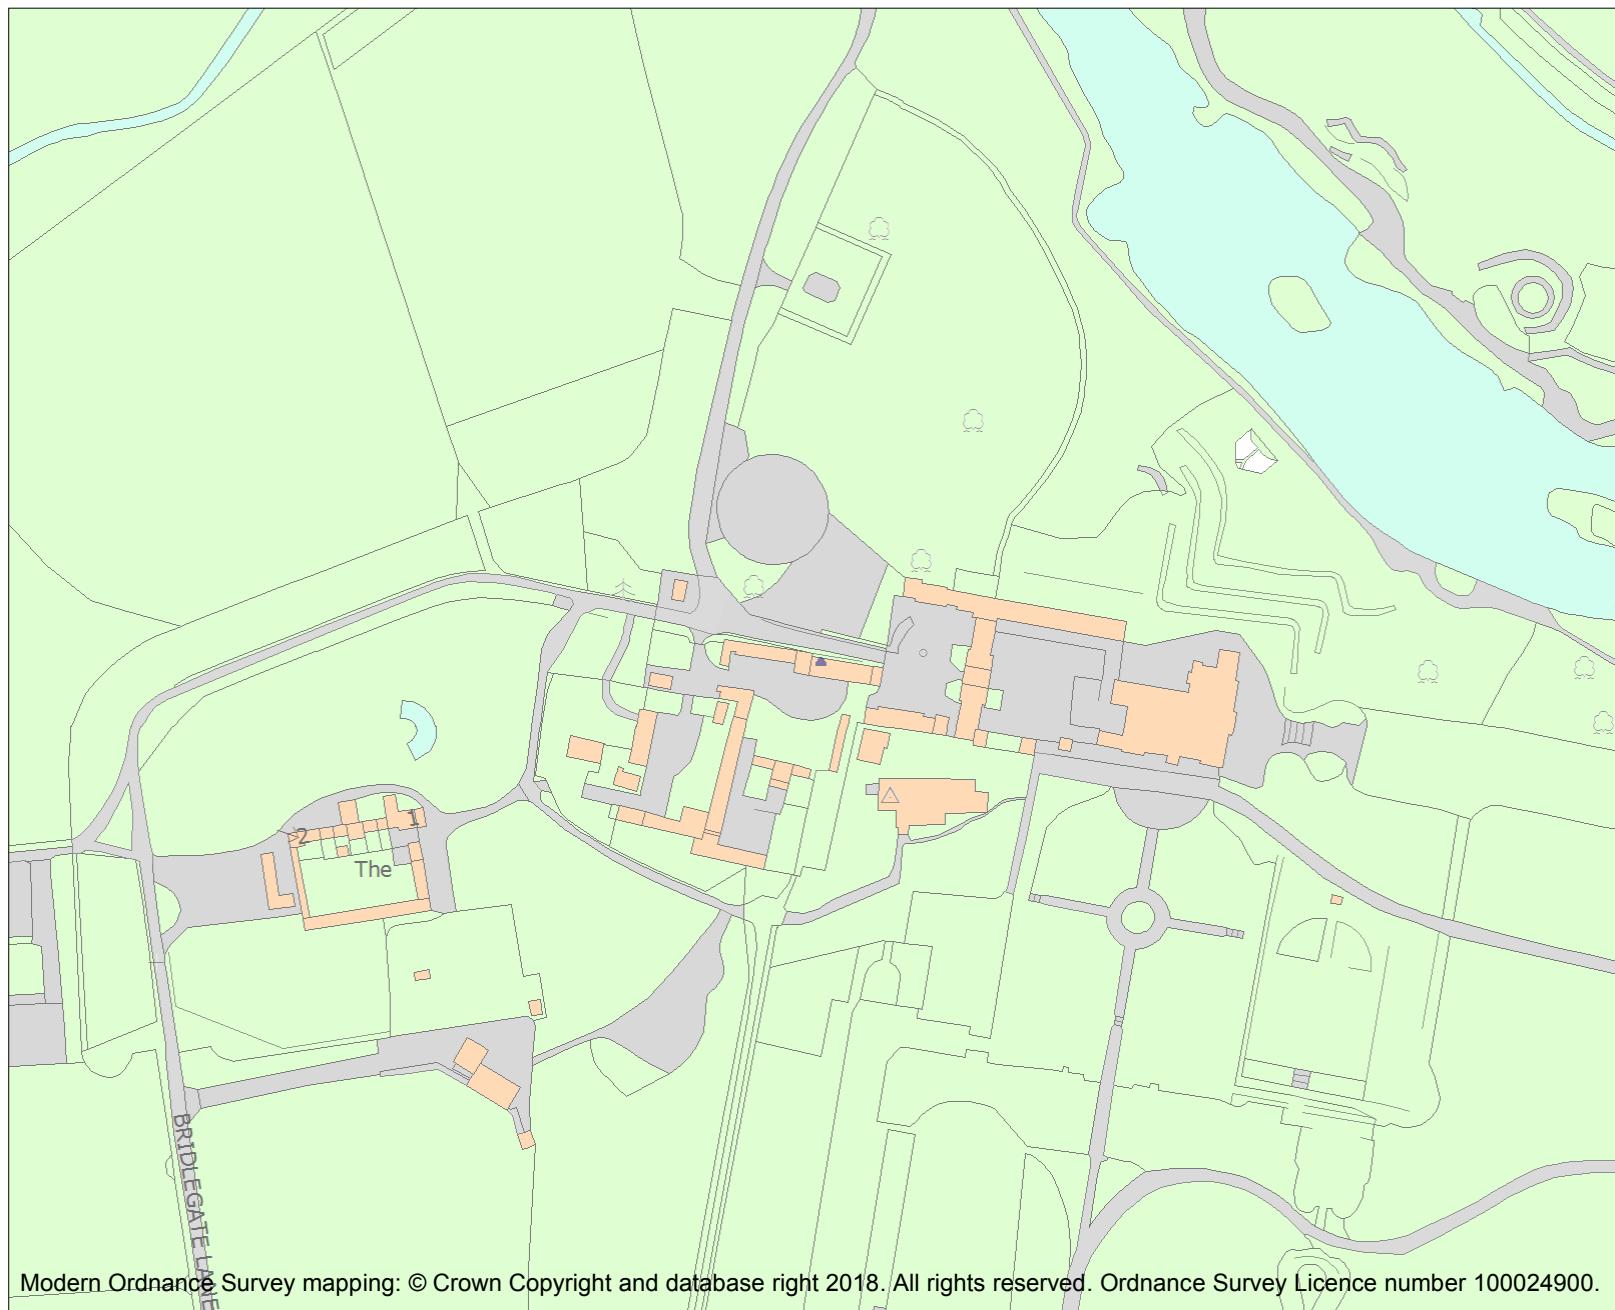 2
1
The
BRIDLEGATE LANE
Modern Ordnance Survey mapping: © Crown Copyright and database right 2018. All rights reserved. Ordnance Survey Licence number 100024900.